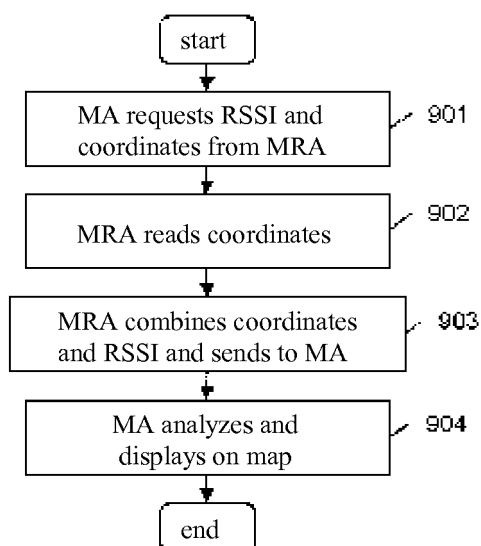 start
MA requests RSSI and
coordinates from MRA
901
MRA reads coordinates
902
MRA combines coordinates
and RSSI and sends to MA
903
MA analyzes and
displays on map
904
end